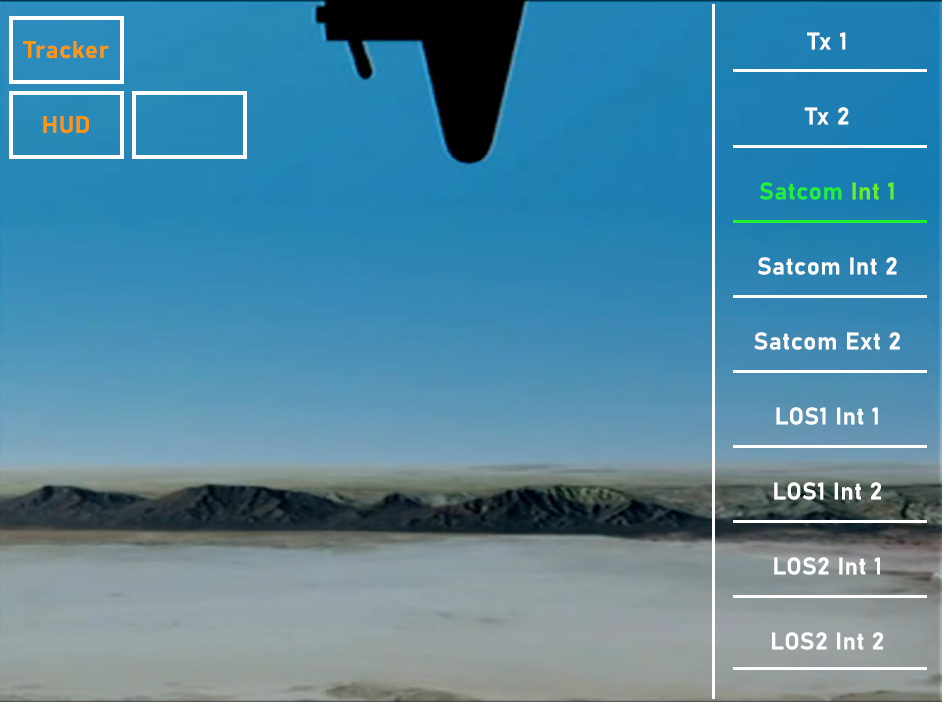 Tracker
HUD
Tx 1
Tx 2
Satcom Int 1
Satcom Int 2
Satcom Ext 2
LOS1 Int 1
LOS1 Int 2
LOS2 Int 1
LOS2 Int 2